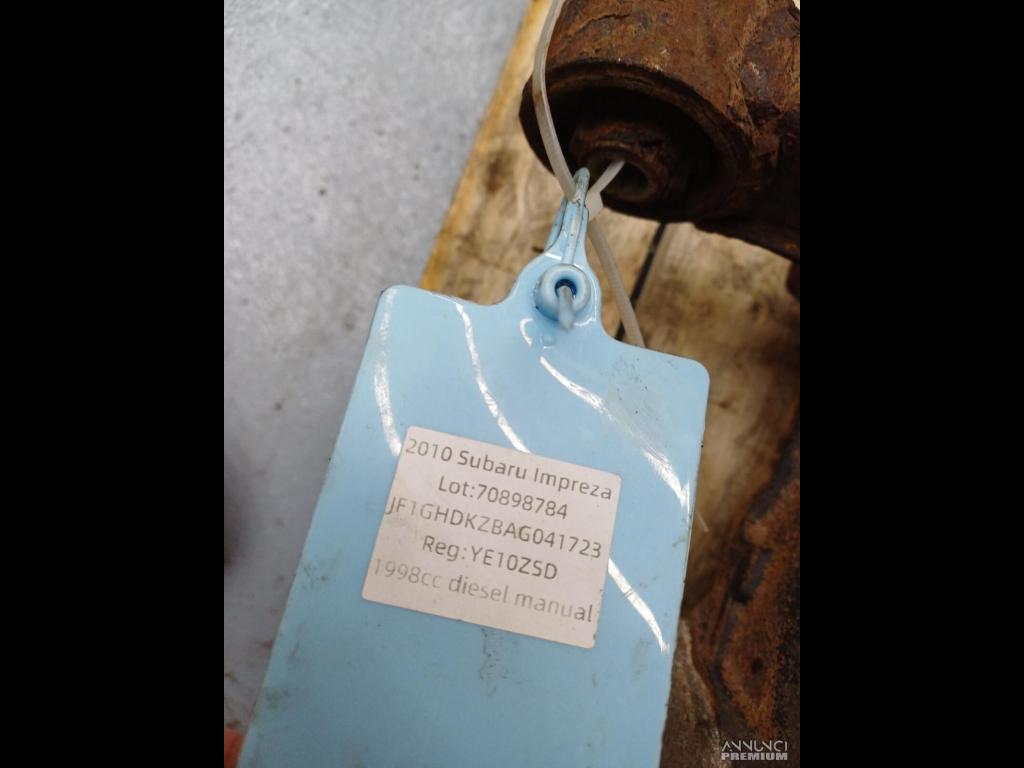 2010 Subaru Impreza
Lot:70898784
JF1GHDKZBAG041723
Reg:YE10ZSD
1998cc diesel manual
ANNUNCI
PREMIUM